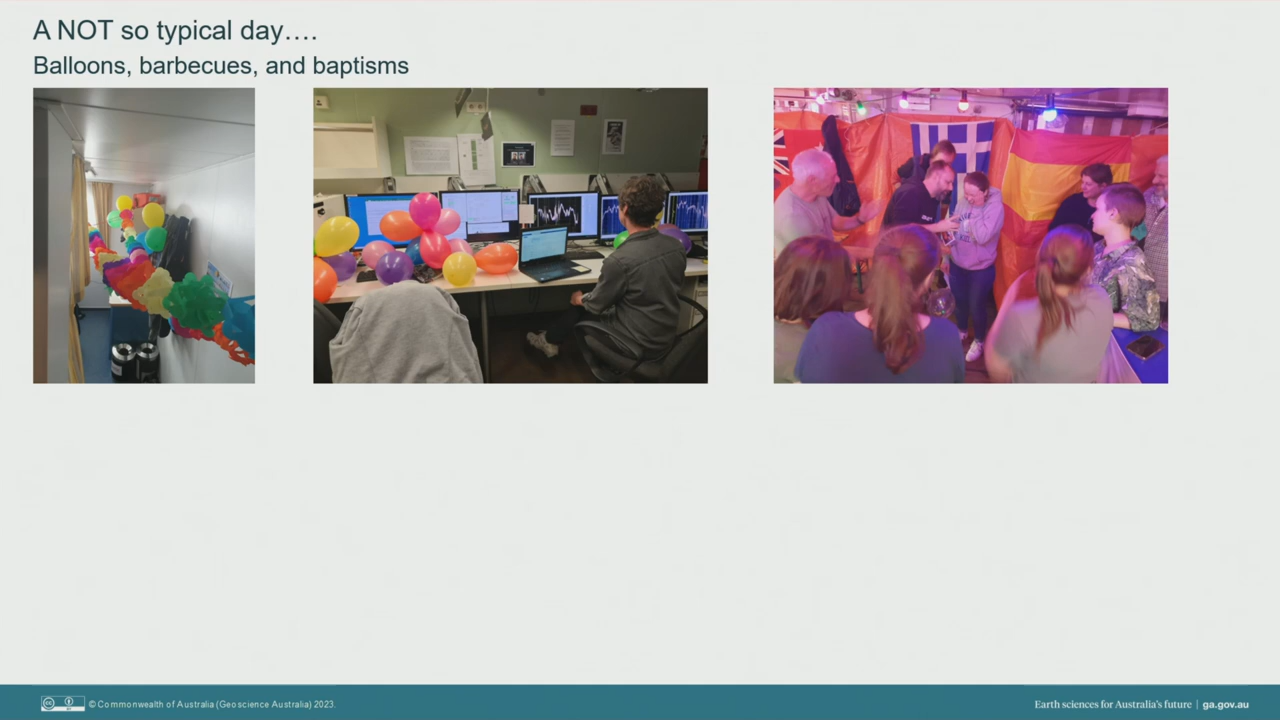 A NOT so typical day....
Balloons, barbecues, and baptisms
© Commonwealth of Australia (Geoscience Australia) 2023.
Earth sciences for Australia's future | ga.gov.au